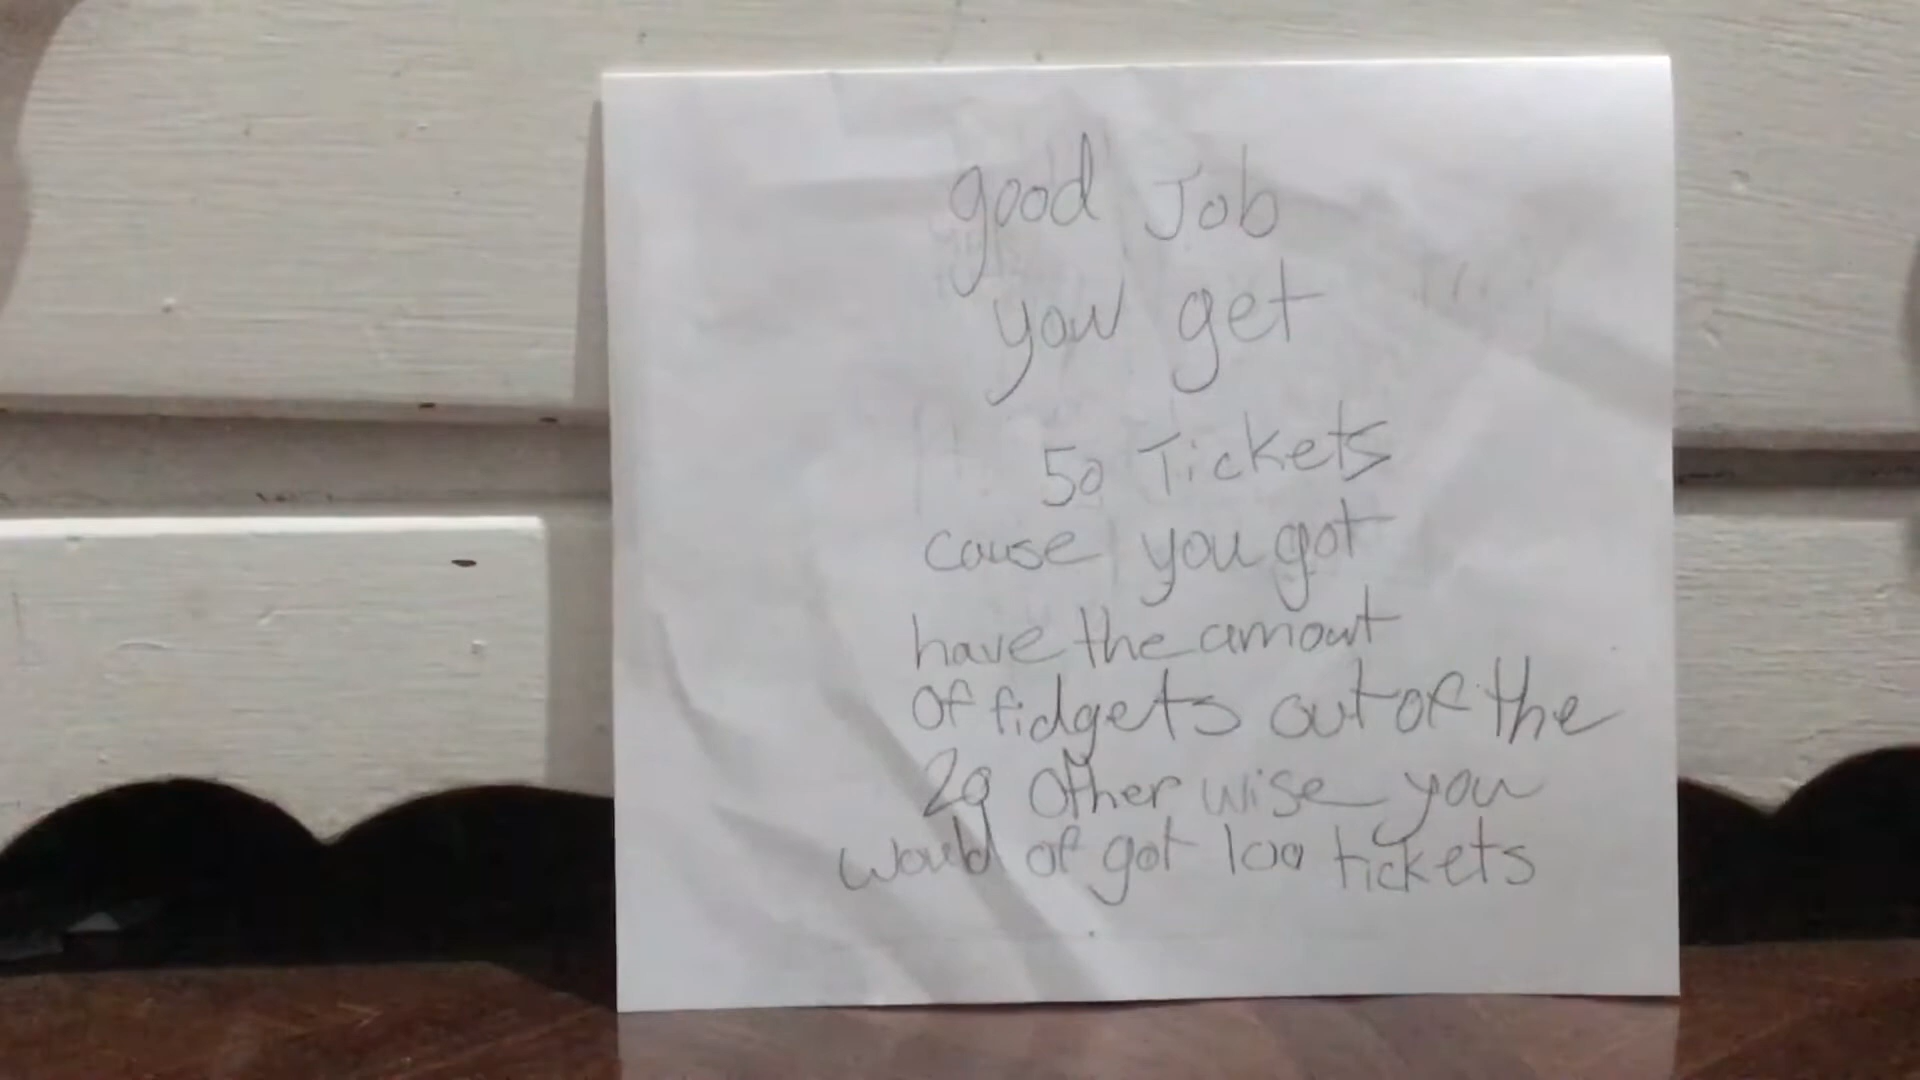 good Job
you get
50 Tickets
cause you got
have the amount
of fidgets out of the
29 Other wise you
would of got 100 tickets